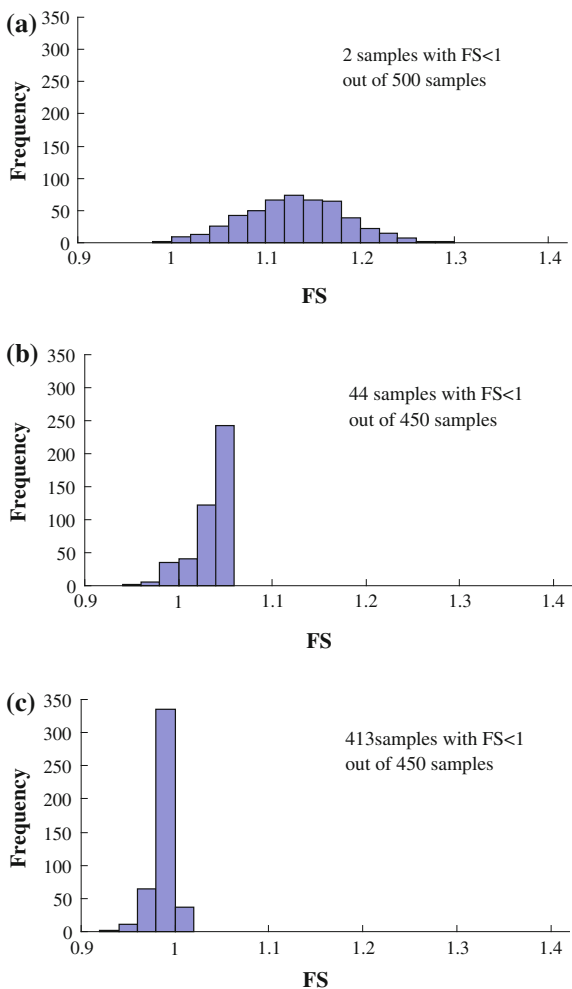 (a)
350
300
250
200
150
100
50
0
Frequency
2 samples with FS<1
out of 500 samples
0.9 1 1.1 1.2 1.3 1.4
FS
(b)
350
300
250
200
150
100
50
0
Frequency
44 samples with FS<1
out of 450 samples
0.9 1 1.1 1.2 1.3 1.4
FS
(c)
350
300
250
200
150
100
50
0
Frequency
413samples with FS<1
out of 450 samples
0.9 1 1.1 1.2 1.3 1.4
FS